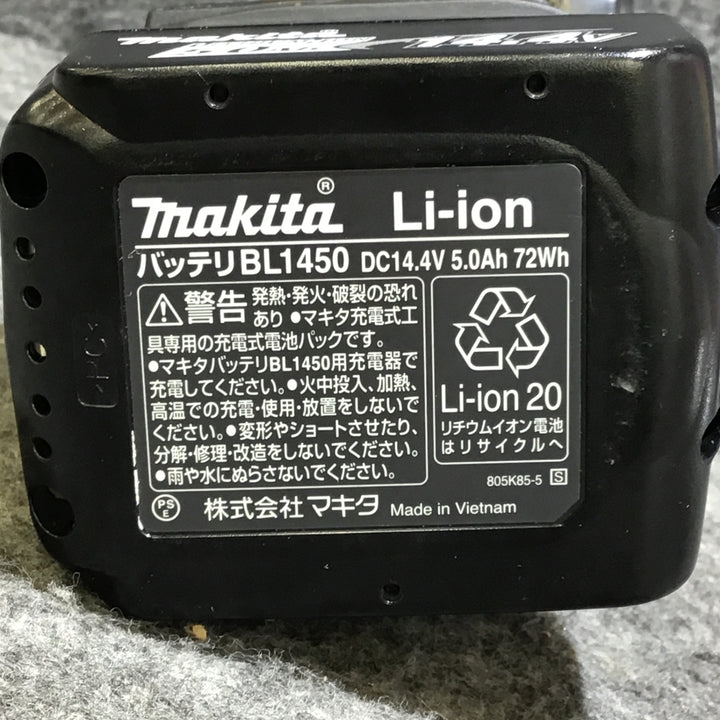 makita
14.4V
makita® Li-ion
バッテリBL1450 DC14.4V 5.0Ah 72Wh
警告 発熱・発火・破裂の恐れ
あり ●マキタ充電式工
具専用の充電式電池パックです。
●マキタバッテリBL1450用充電器で
充電してください。●火中投入、加熱、
高温での充電・使用・放置をしないで
ください。●変形やショートさせたり、
分解・修理・改造をしないでください。
●雨や水にぬらさないでください。
Li-ion 20
リチウムイオン電池
はリサイクルへ
805K85-5 S
PSE 株式会社 マキタ Made in Vietnam
>PC<